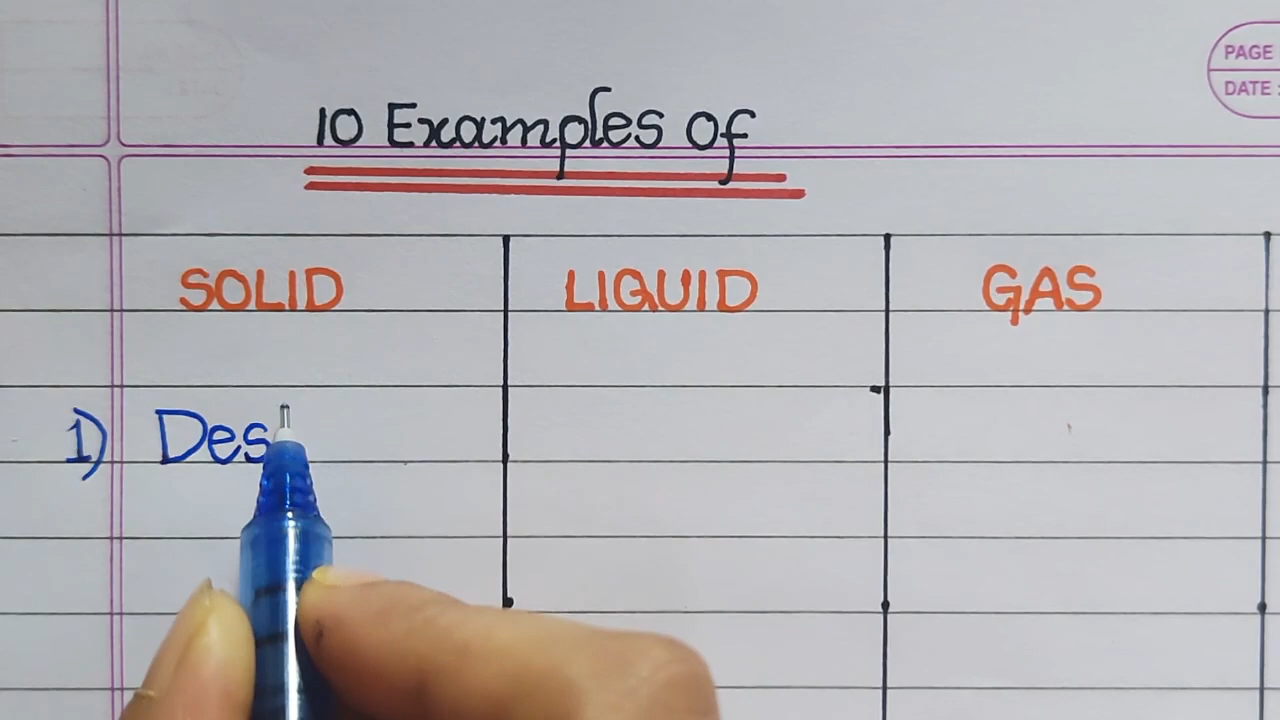 PAGE
DATE :
10 Examples of
SOLID LIQUID GAS
1) Des